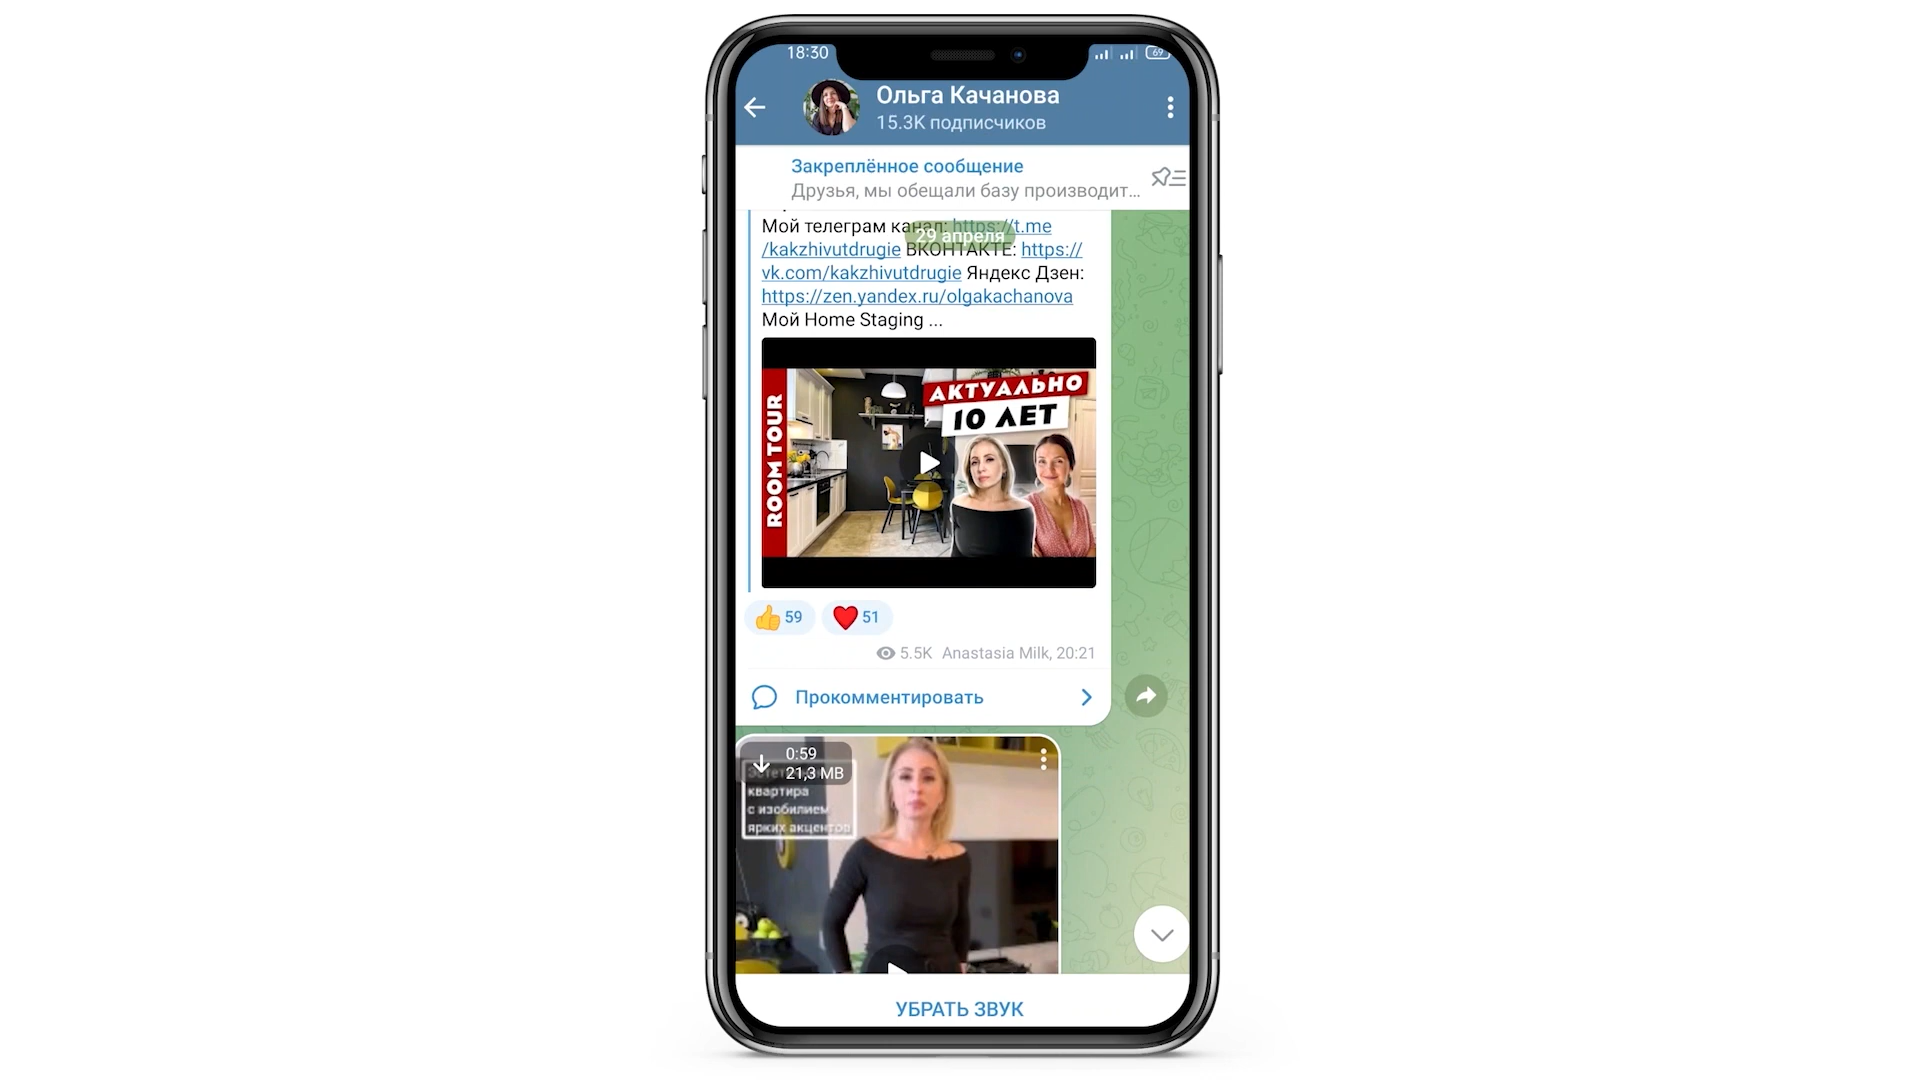 18:30
69
Ольга Качанова
15.3K подписчиков
Закреплённое сообщение
Друзья, мы обещали базу производит...
Мой телеграм канал: https://t.me
29 апреля
/kakzhivutdrugie ВКОНТАКТЕ: https://
vk.com/kakzhivutdrugie Яндекс Дзен:
https://zen.yandex.ru/olgakachanova
Мой Home Staging ...
ROOM TOUR
АКТУАЛЬНО
10 ЛЕТ
59
51
5.5K Anastasia Milk, 20:21
Прокомментировать
0:59
21,3 MB
квартира
с изобилием
ярких акцентов
УБРАТЬ ЗВУК